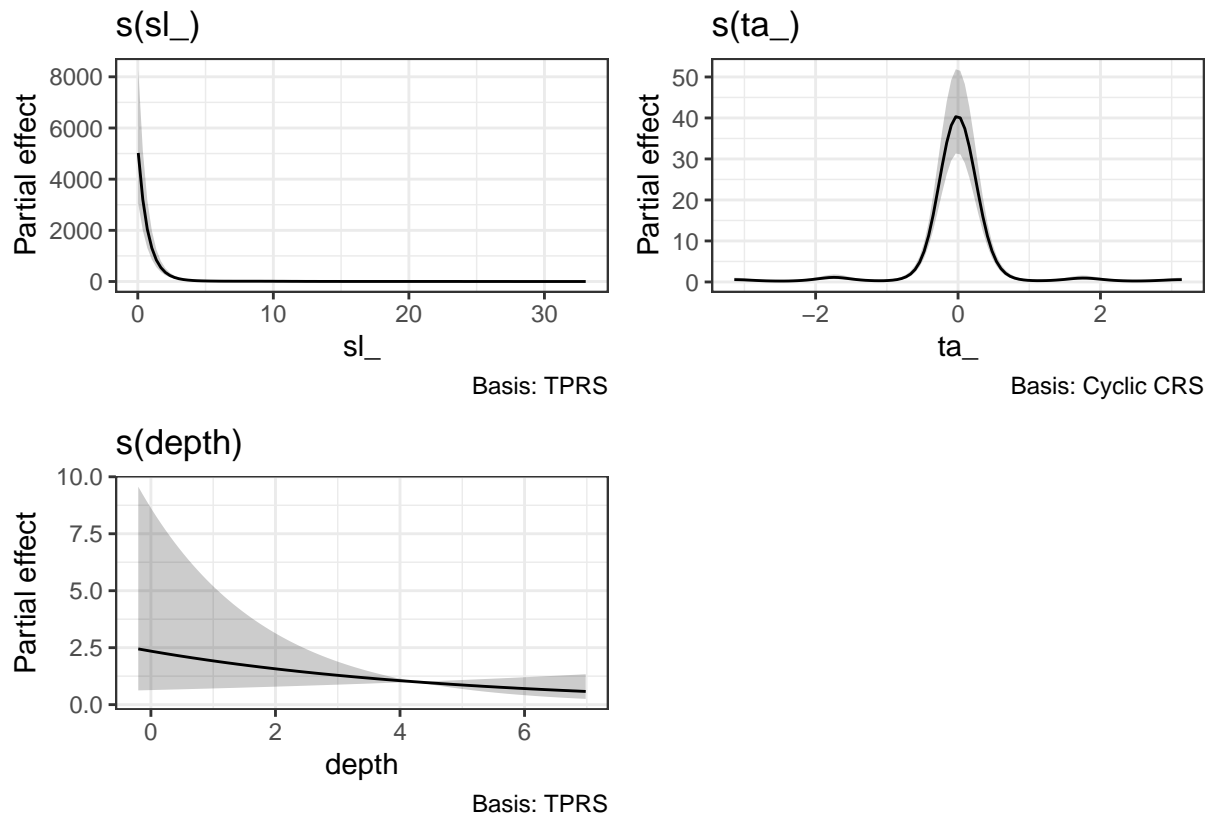 s(sl_)
8000
6000
4000
2000
0
Partial effect
0 10 20 30
sl_
Basis: TPRS
s(ta_)
50
40
30
20
10
0
Partial effect
−2 0 2
ta_
Basis: Cyclic CRS
s(depth)
10.0
7.5
5.0
2.5
0.0
Partial effect
0 2 4 6
depth
Basis: TPRS